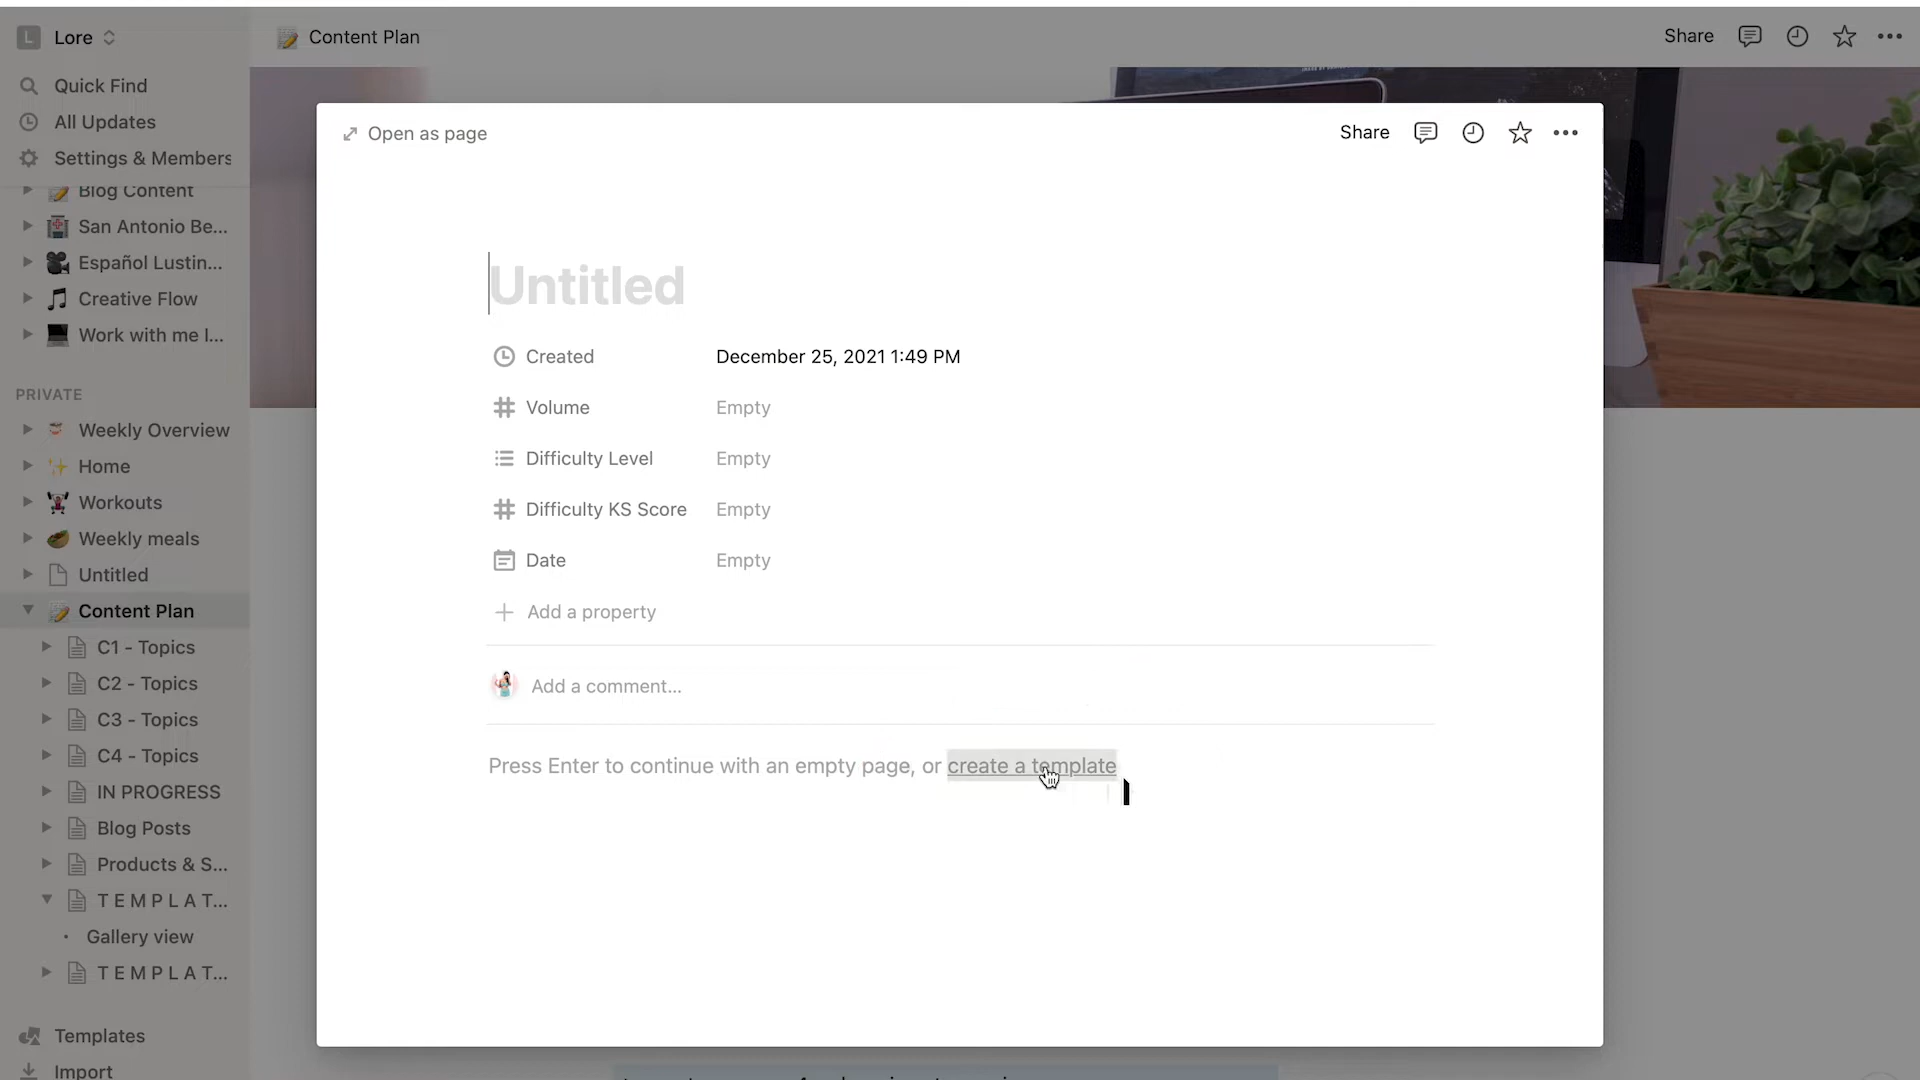 L Lore
Content Plan
Share
Quick Find
All Updates
Settings & Members
Blog Content
San Antonio Be...
Español Lustin...
Creative Flow
Work with me I...
PRIVATE
Weekly Overview
Home
Workouts
Weekly meals
Untitled
Content Plan
C1 - Topics
C2 - Topics
C3 - Topics
C4 - Topics
IN PROGRESS
Blog Posts
Products & S...
T E M P L A T...
Gallery view
T E M P L A T...
Templates
Import
Open as page
Share
Untitled
Created December 25, 2021 1:49 PM
Volume Empty
Difficulty Level Empty
Difficulty KS Score Empty
Date Empty
Add a property
Add a comment...
Press Enter to continue with an empty page, or create a template